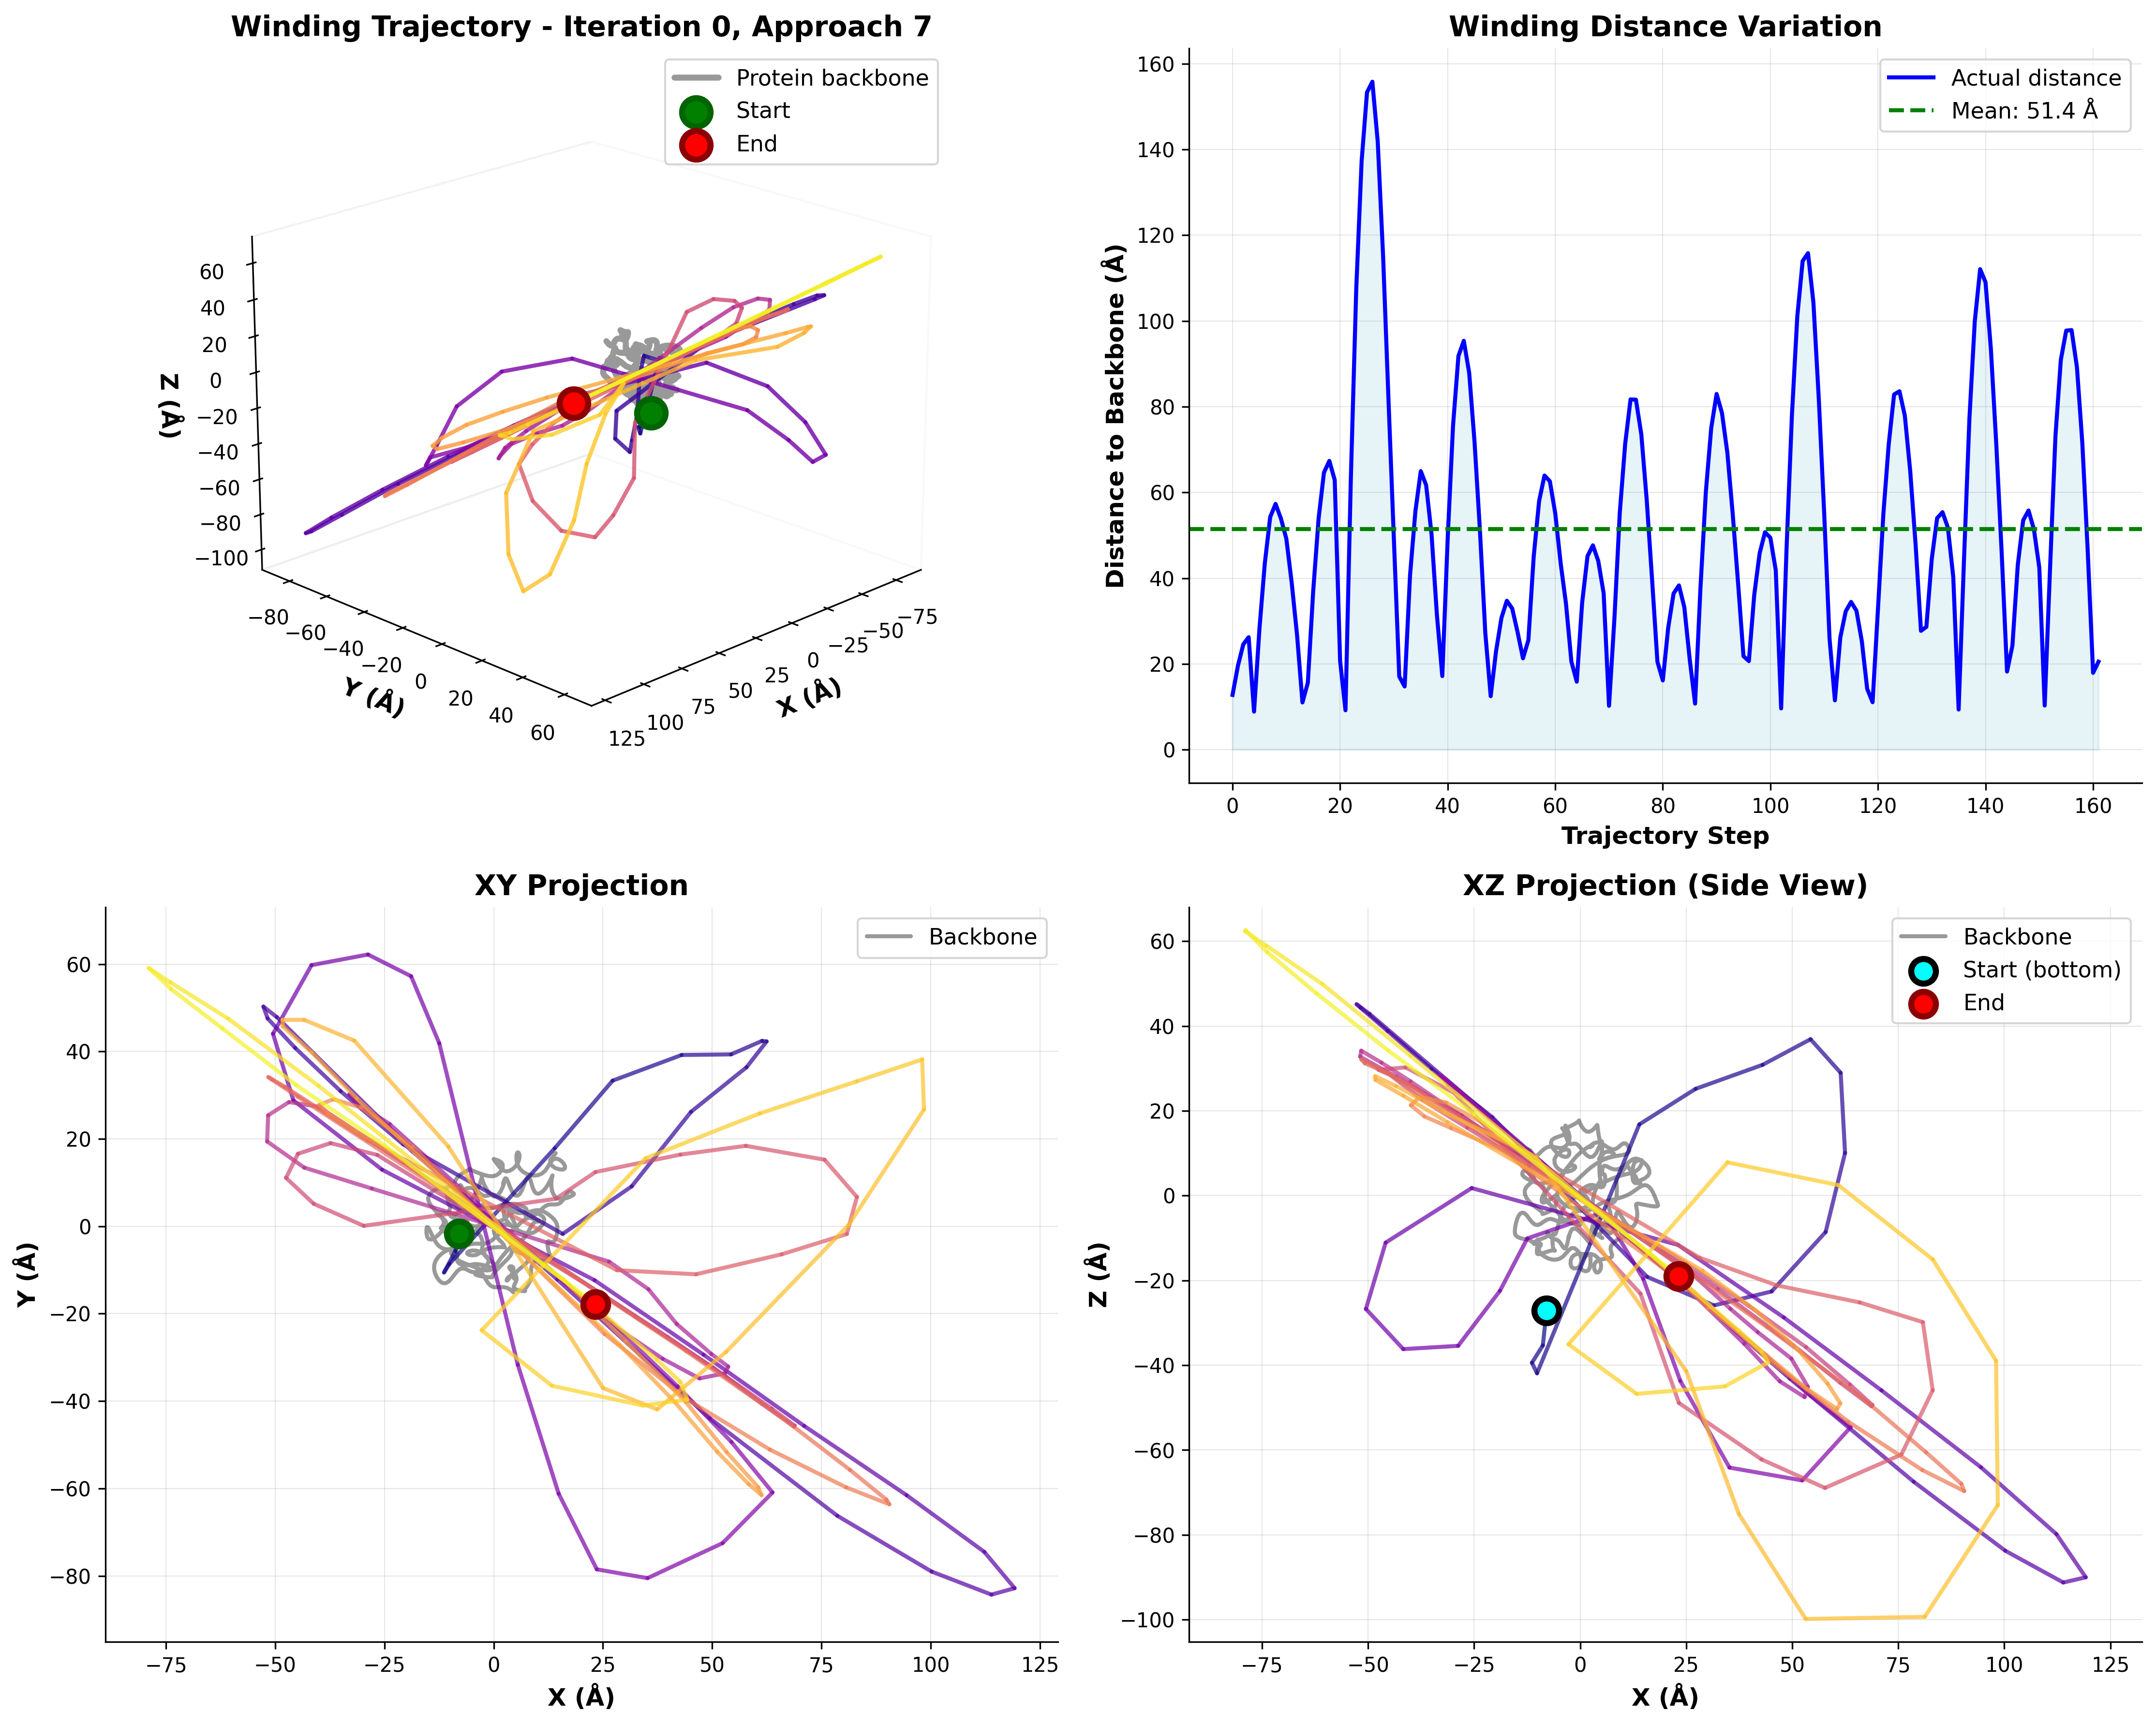 Winding Trajectory - Iteration 0, Approach 7
Protein backbone
Start
End
Z (Å)
60
40
20
0
−20
−40
−60
−80
−100
−80
−60
−40
−20
0
20
40
60
Y (Å)
−75
−50
−25
0
25
50
75
100
125
X (Å)
Winding Distance Variation
Actual distance
Mean: 51.4 Å
Distance to Backbone (Å)
160
140
120
100
80
60
40
20
0
0 20 40 60 80 100 120 140 160
Trajectory Step
XY Projection
Backbone
Y (Å)
60
40
20
0
−20
−40
−60
−80
−75 −50 −25 0 25 50 75 100 125
X (Å)
XZ Projection (Side View)
Backbone
Start (bottom)
End
Z (Å)
60
40
20
0
−20
−40
−60
−80
−100
−75 −50 −25 0 25 50 75 100 125
X (Å)